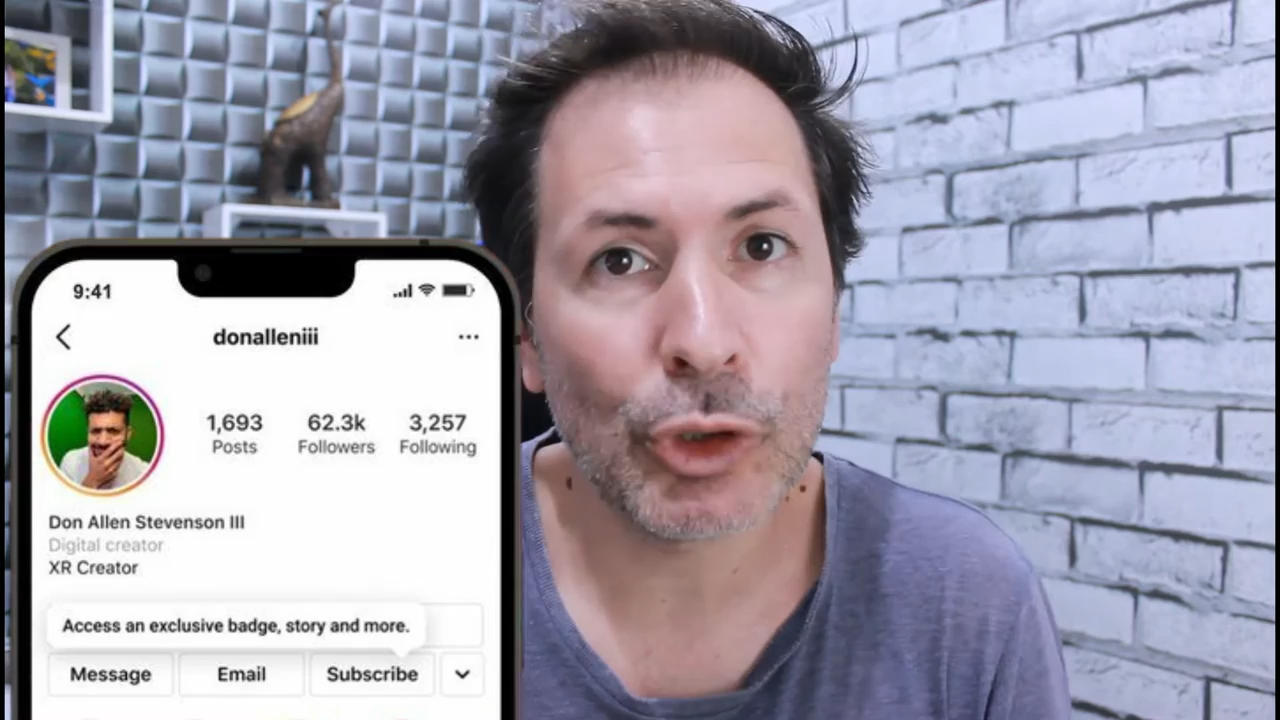 9:41
donalleniii
1,693 62.3k 3,257
Posts Followers Following
Don Allen Stevenson III
Digital creator
XR Creator
Access an exclusive badge, story and more.
Message Email Subscribe